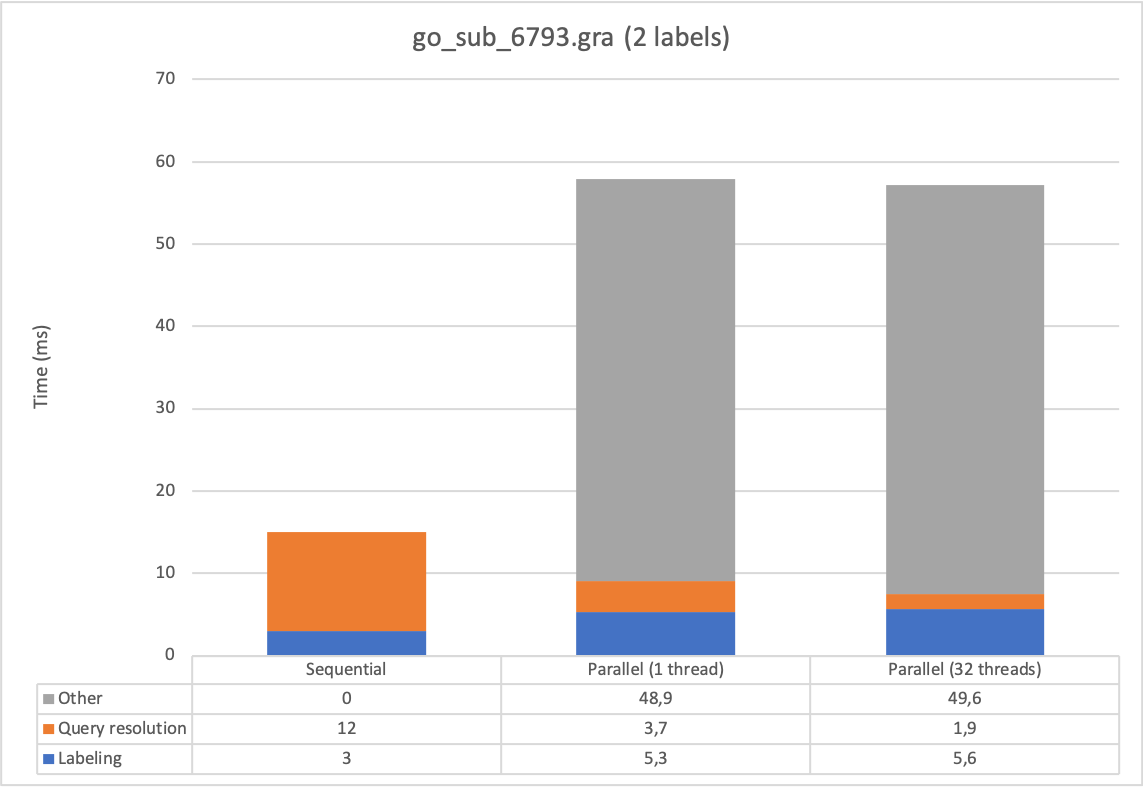 go_sub_6793.gra (2 labels)
70
60
50
40
30
20
10
0
Time (ms)
Sequential Parallel (1 thread) Parallel (32 threads)
Other 0 48,9 49,6
Query resolution 12 3,7 1,9
Labeling 3 5,3 5,6